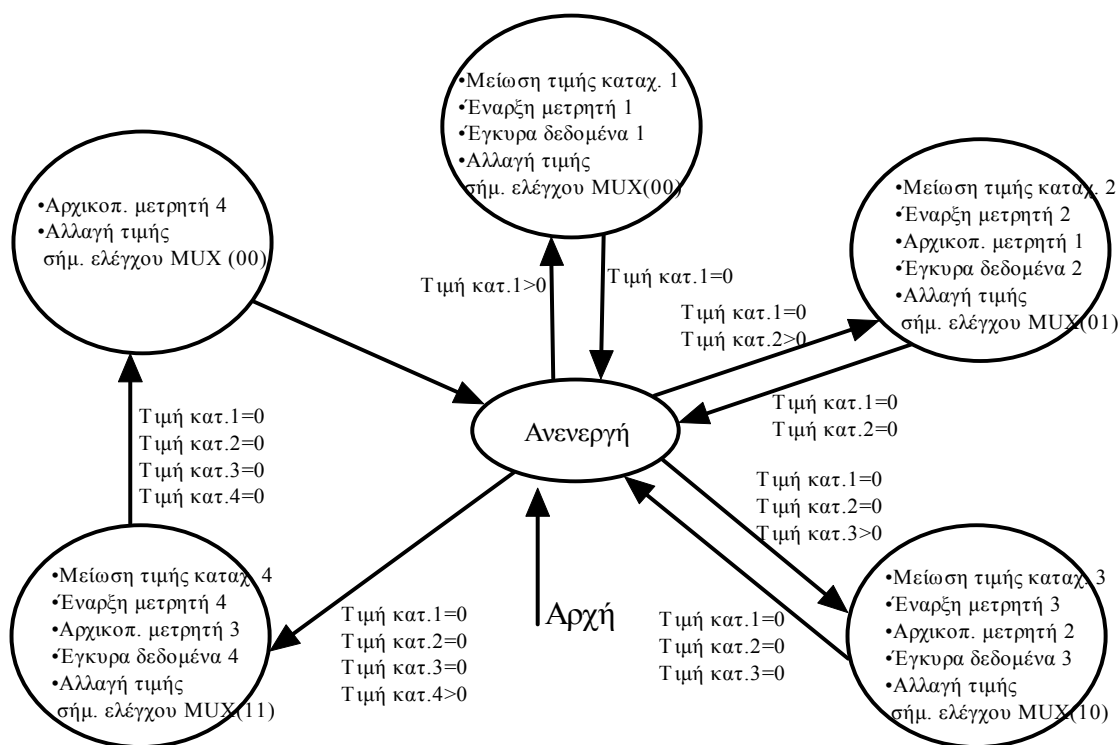 •Μείωση τιμής καταχ. 1
•Έναρξη μετρητή 1
•Έγκυρα δεδομένα 1
•Αλλαγή τιμής
σήμ. ελέγχου MUX(00)
•Αρχικοπ. μετρητή 4
•Αλλαγή τιμής
σήμ. ελέγχου MUX (00)
•Μείωση τιμής καταχ. 2
•Έναρξη μετρητή 2
•Αρχικοπ. μετρητή 1
•Έγκυρα δεδομένα 2
•Αλλαγή τιμής
σήμ. ελέγχου MUX(01)
Τιμή κατ.1>0
Τιμή κατ.1=0
Τιμή κατ.1=0
Τιμή κατ.2>0
Ανενεργή
Τιμή κατ.1=0
Τιμή κατ.2=0
Τιμή κατ.1=0
Τιμή κατ.2=0
Τιμή κατ.3=0
Τιμή κατ.4=0
Τιμή κατ.1=0
Τιμή κατ.2=0
Τιμή κατ.3>0
•Μείωση τιμής καταχ. 4
•Έναρξη μετρητή 4
•Αρχικοπ. μετρητή 3
•Έγκυρα δεδομένα 4
•Αλλαγή τιμής
σήμ. ελέγχου MUX(11)
Τιμή κατ.1=0
Τιμή κατ.2=0
Τιμή κατ.3=0
Τιμή κατ.4>0
Αρχή
Τιμή κατ.1=0
Τιμή κατ.2=0
Τιμή κατ.3=0
•Μείωση τιμής καταχ. 3
•Έναρξη μετρητή 3
•Αρχικοπ. μετρητή 2
•Έγκυρα δεδομένα 3
•Αλλαγή τιμής
σήμ. ελέγχου MUX(10)